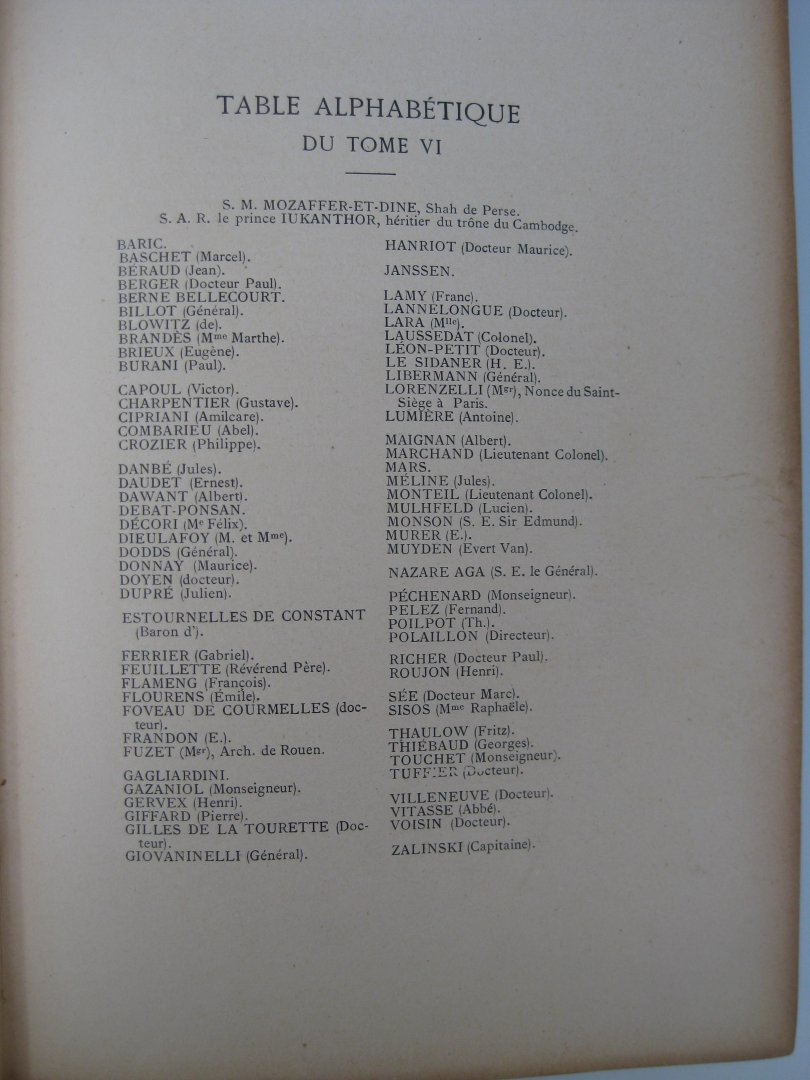 TABLE ALPHABÉTIQUE
DU TOME VI
S. M. MOZAFFER-ET-DINE, Shah de Perse.
S. A. R. le prince IUKANTHOR, héritier du trône du Cambodge.
BARIC.
BASCHET (Marcel).
BÉRAUD (Jean).
BERGER (Docteur Paul).
BERNE BELLECOURT.
BILLOT (Général).
BLOWITZ (de).
BRANDÈS (Mme Marthe).
BRIEUX (Eugène).
BURANI (Paul).
CAPOUL (Victor).
CHARPENTIER (Gustave).
CIPRIANI (Amilcare).
COMBARIEU (Abel).
CROZIER (Philippe).
DANBÉ (Jules).
DAUDET (Ernest).
DAWANT (Albert).
DEBAT-PONSAN.
DÉCORI (Me Félix).
DIEULAFOY (M. et Mme).
DODDS (Général).
DONNAY (Maurice).
DOYEN (docteur).
DUPRÉ (Julien).
ESTOURNELLES DE CONSTANT
(Baron d').
FERRIER (Gabriel).
FEUILLETTE (Révérend Père).
FLAMENG (François).
FLOURENS (Émile).
FOVEAU DE COURMELLES (doc-
teur).
FRANDON (E.).
FUZET (Mgr), Arch. de Rouen.
GAGLIARDINI.
GAZANIOL (Monseigneur).
GERVEX (Henri).
GIFFARD (Pierre).
GILLES DE LA TOURETTE (Doc-
teur).
GIOVANINELLI (Général).
HANRIOT (Docteur Maurice).
JANSSEN.
LAMY (Franc).
LANNELONGUE (Docteur).
LARA (Mlle).
LAUSSEDAT (Colonel).
LÉON-PETIT (Docteur).
LE SIDANER (H. E.).
LIBERMANN (Général).
LORENZELLI (Mgr), Nonce du Saint-
Siège à Paris.
LUMIÈRE (Antoine).
MAIGNAN (Albert).
MARCHAND (Lieutenant Colonel).
MARS.
MÉLINE (Jules).
MONTEIL (Lieutenant Colonel).
MULHFELD (Lucien).
MONSON (S. E. Sir Edmund).
MURER (E.).
MUYDEN (Evert Van).
NAZARE AGA (S. E. le Général).
PÉCHENARD (Monseigneur).
PELEZ (Fernand).
POILPOT (Th.).
POLAILLON (Directeur).
RICHER (Docteur Paul).
ROUJON (Henri).
SÉE (Docteur Marc).
SISOS (Mme Raphaële).
THAULOW (Fritz).
THIÉBAUD (Georges).
TOUCHET (Monseigneur).
TUFFIER (Docteur).
VILLENEUVE (Docteur).
VITASSE (Abbé).
VOISIN (Docteur).
ZALINSKI (Capitaine).